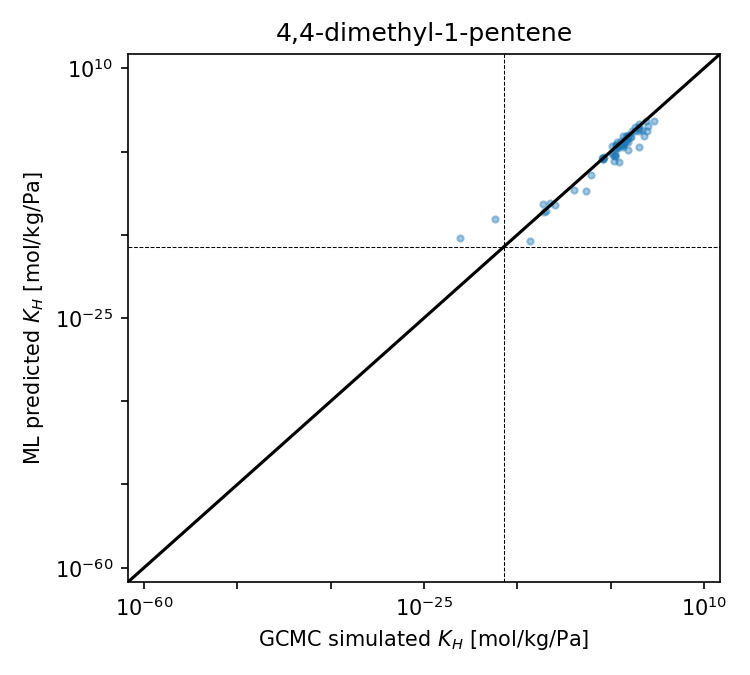 4,4-dimethyl-1-pentene
10^10
10^−25
10^−60
ML predicted K_H [mol/kg/Pa]
10^−60 10^−25 10^10
GCMC simulated K_H [mol/kg/Pa]